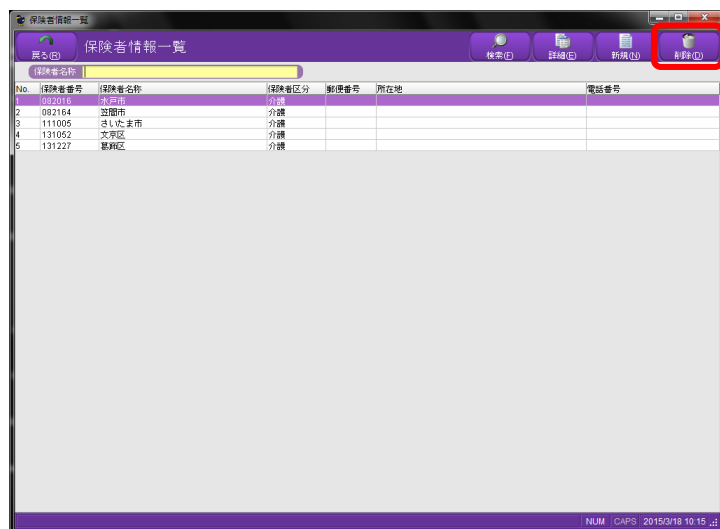 保険者情報一覧
戻る(R) 保険者情報一覧 検索(F) 詳細(E) 新規(N) 削除(D)
保険者名称
No. 保険者番号 保険者名称 保険者区分 郵便番号 所在地 電話番号
1 082016 水戸市 介護
2 082164 笠間市 介護
3 111005 さいたま市 介護
4 131052 文京区 介護
5 131227 葛飾区 介護
NUM CAPS 2015/3/18 10:15